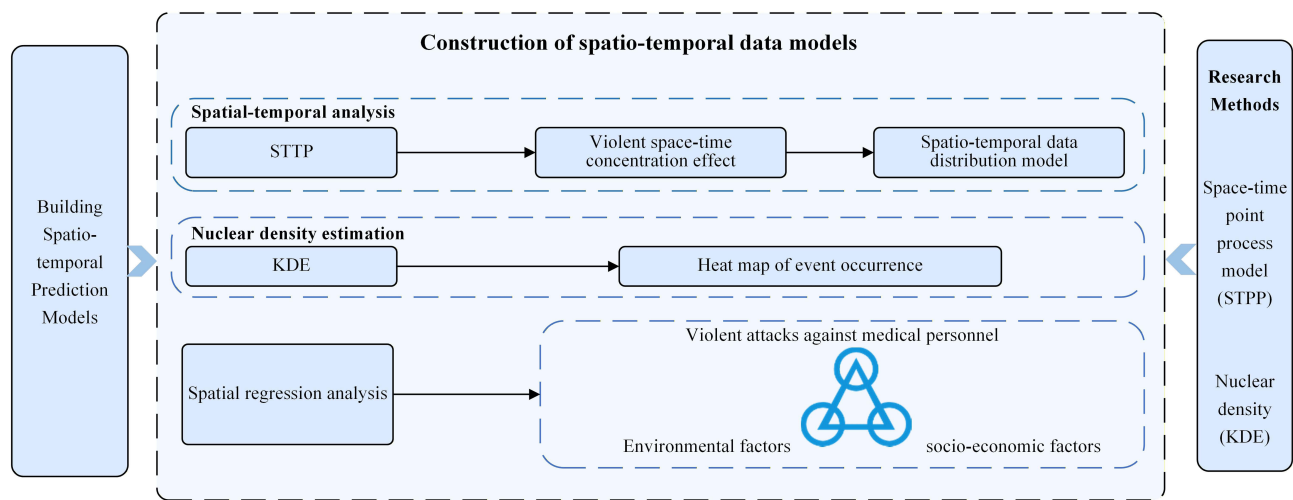 Construction of spatio-temporal data models
Building
Spatio-
temporal
Prediction
Models
Spatial-temporal analysis
STTP
Violent space-time
concentration effect
Spatio-temporal data
distribution model
Nuclear density estimation
KDE
Heat map of event occurrence
Spatial regression analysis
Violent attacks against medical personnel
Environmental factors
socio-economic factors
Research
Methods
Space-time
point
process
model
(STPP)
Nuclear
density
(KDE)